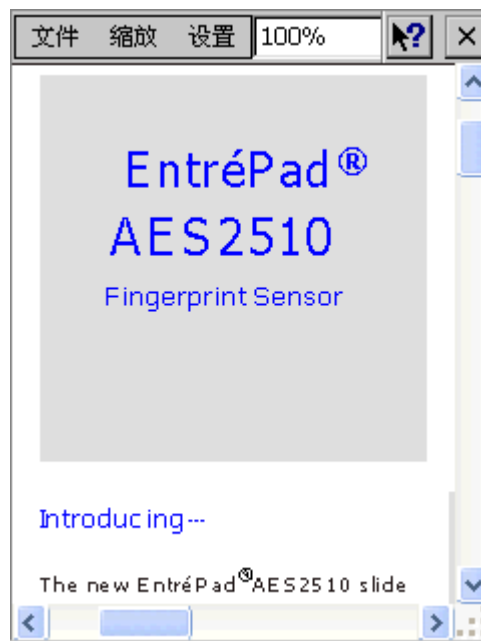 文件 缩放 设置 100%
EntréPad®
AES2510
Fingerprint Sensor
Introducing…
The new EntréPad®AES2510 slide